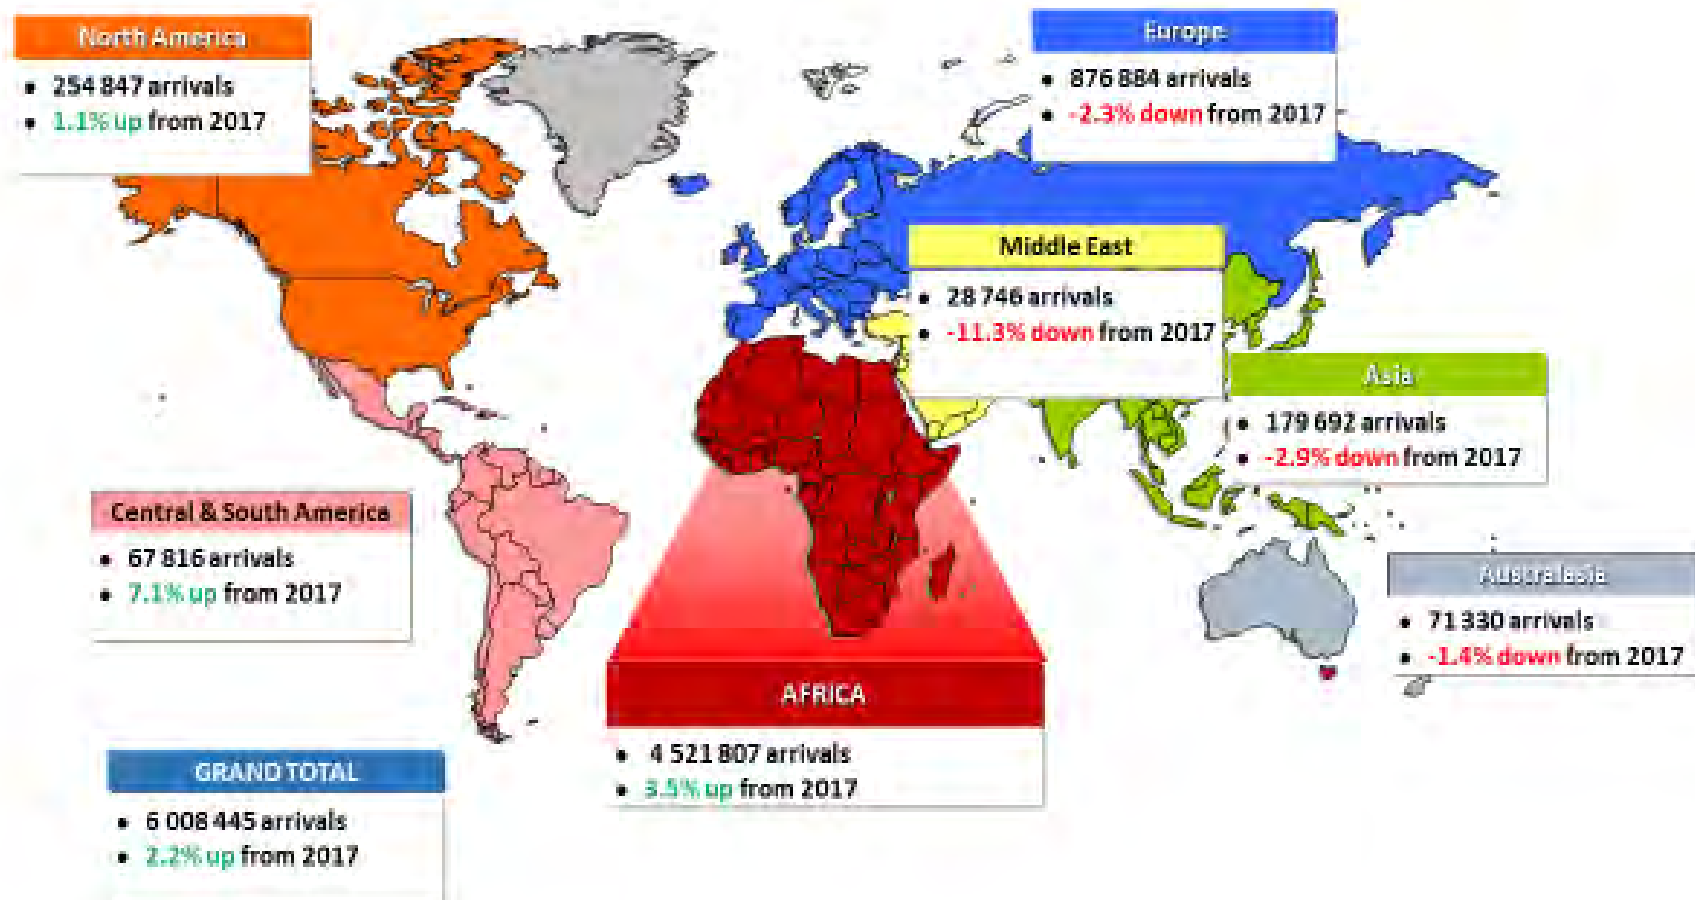 North America
• 254 847 arrivals
• 1.1% up from 2017
Europe
• 876 884 arrivals
• -2.3% down from 2017
Middle East
• 28 746 arrivals
• -11.3% down from 2017
Asia
• 179 692 arrivals
• -2.9% down from 2017
Central & South America
• 67 816 arrivals
• 7.1% up from 2017
Australasia
• 71 330 arrivals
• -1.4% down from 2017
AFRICA
• 4 521 807 arrivals
• 3.5% up from 2017
GRAND TOTAL
• 6 008 445 arrivals
• 2.2% up from 2017